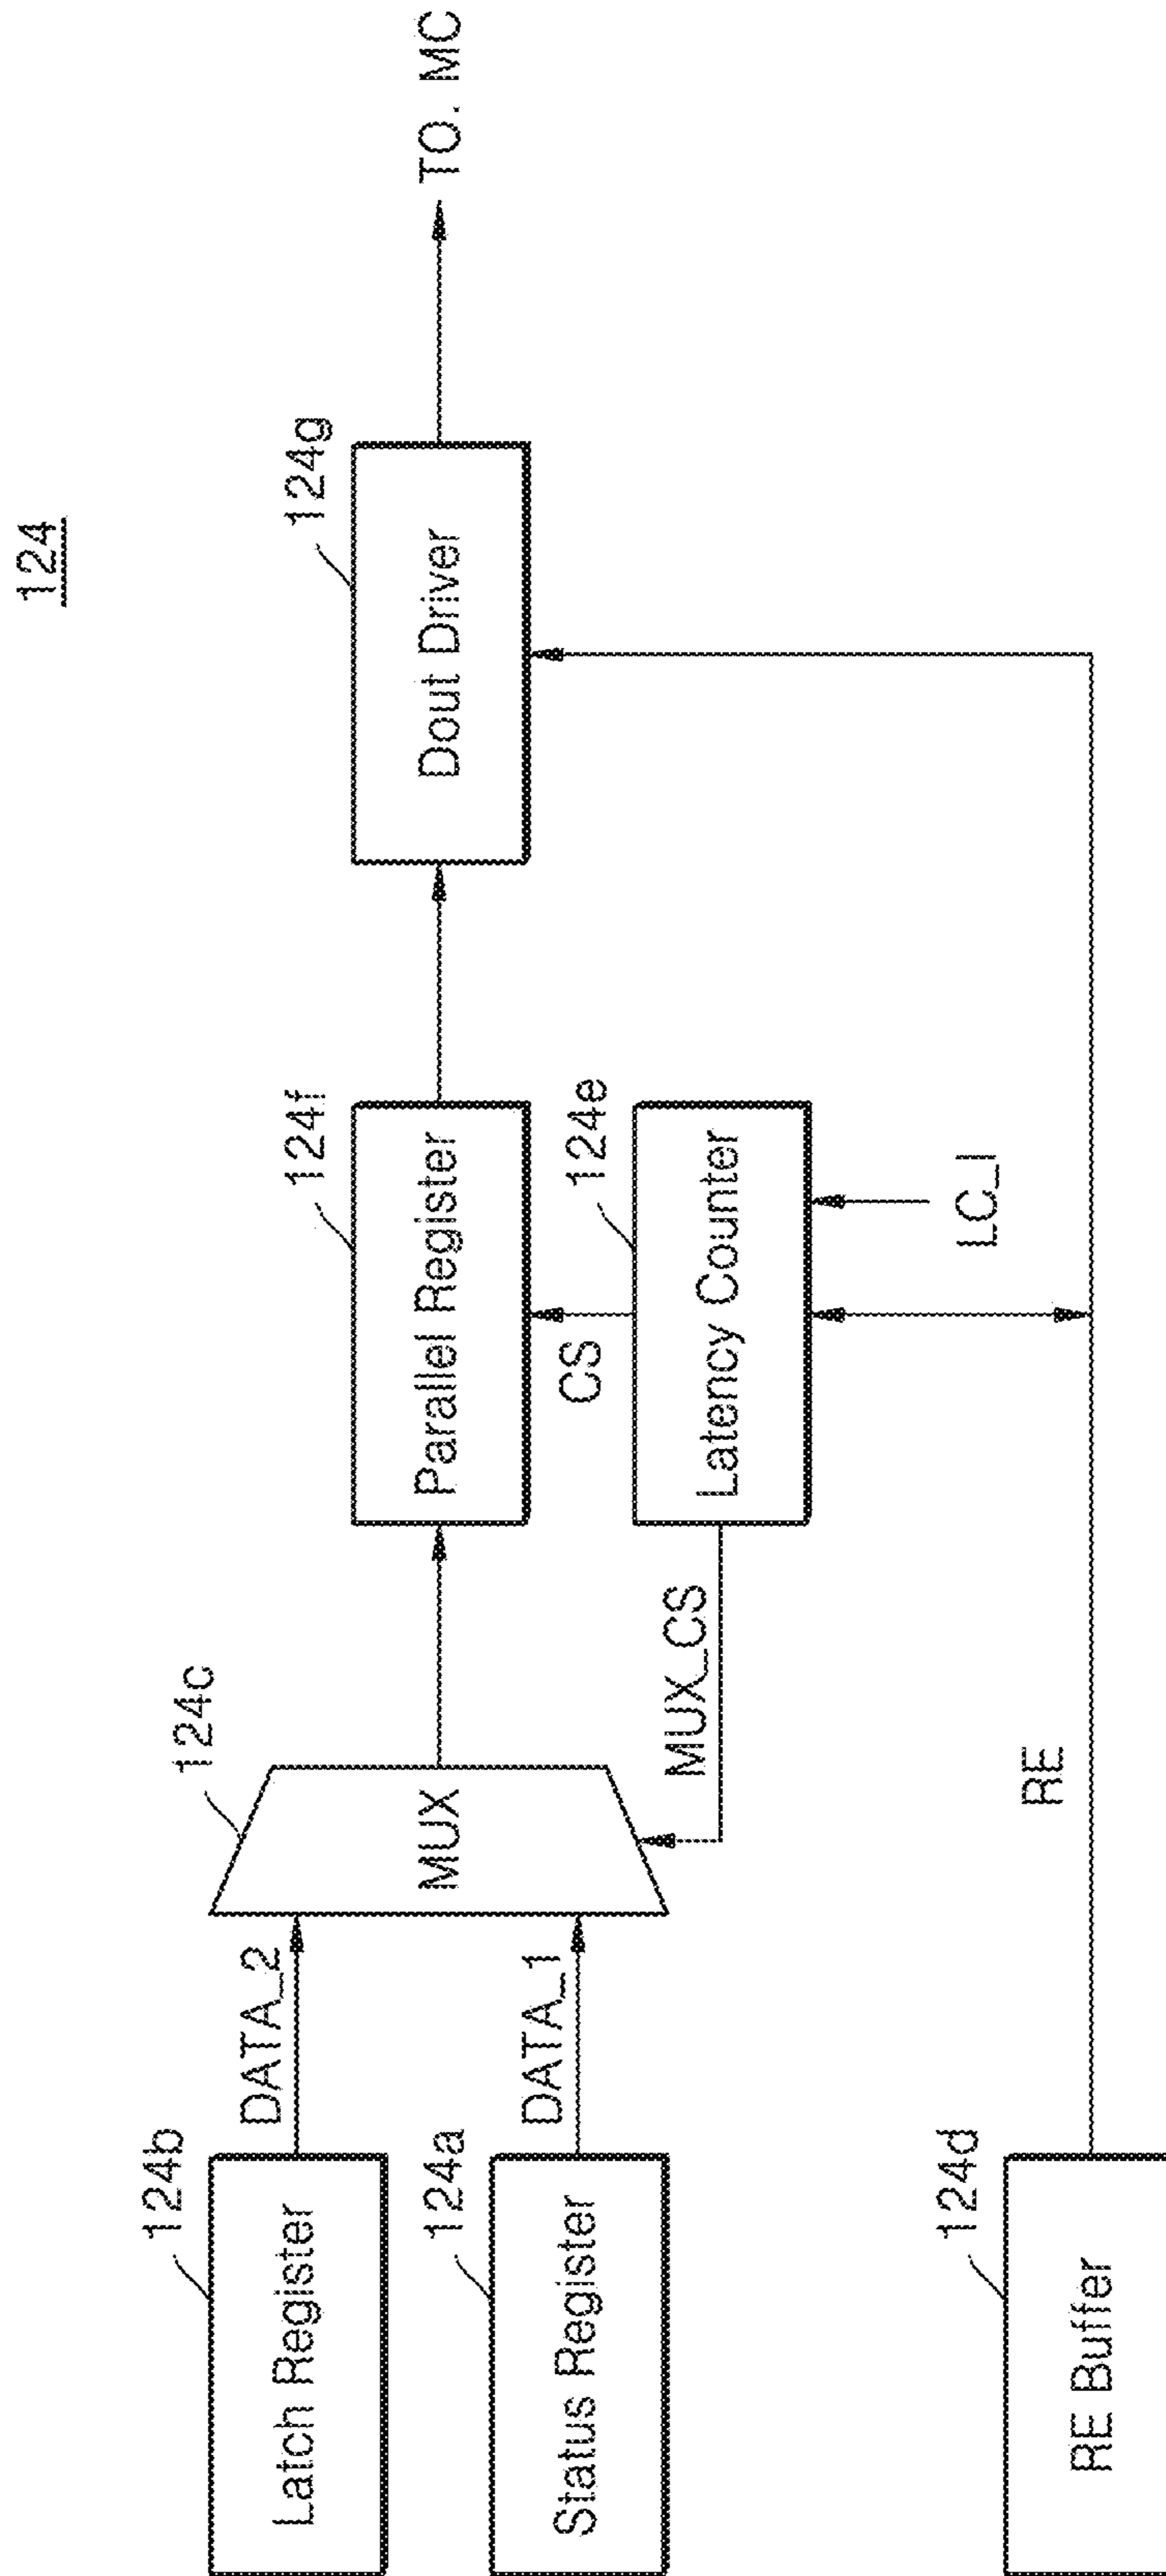 124
124b
Latch Register
DATA_2
124a
Status Register
DATA_1
124c
MUX
MUX_CS
124f
Parallel Register
CS
124e
Latency Counter
LC_I
124g
Dout Driver
TO. MC
124d
RE Buffer
RE